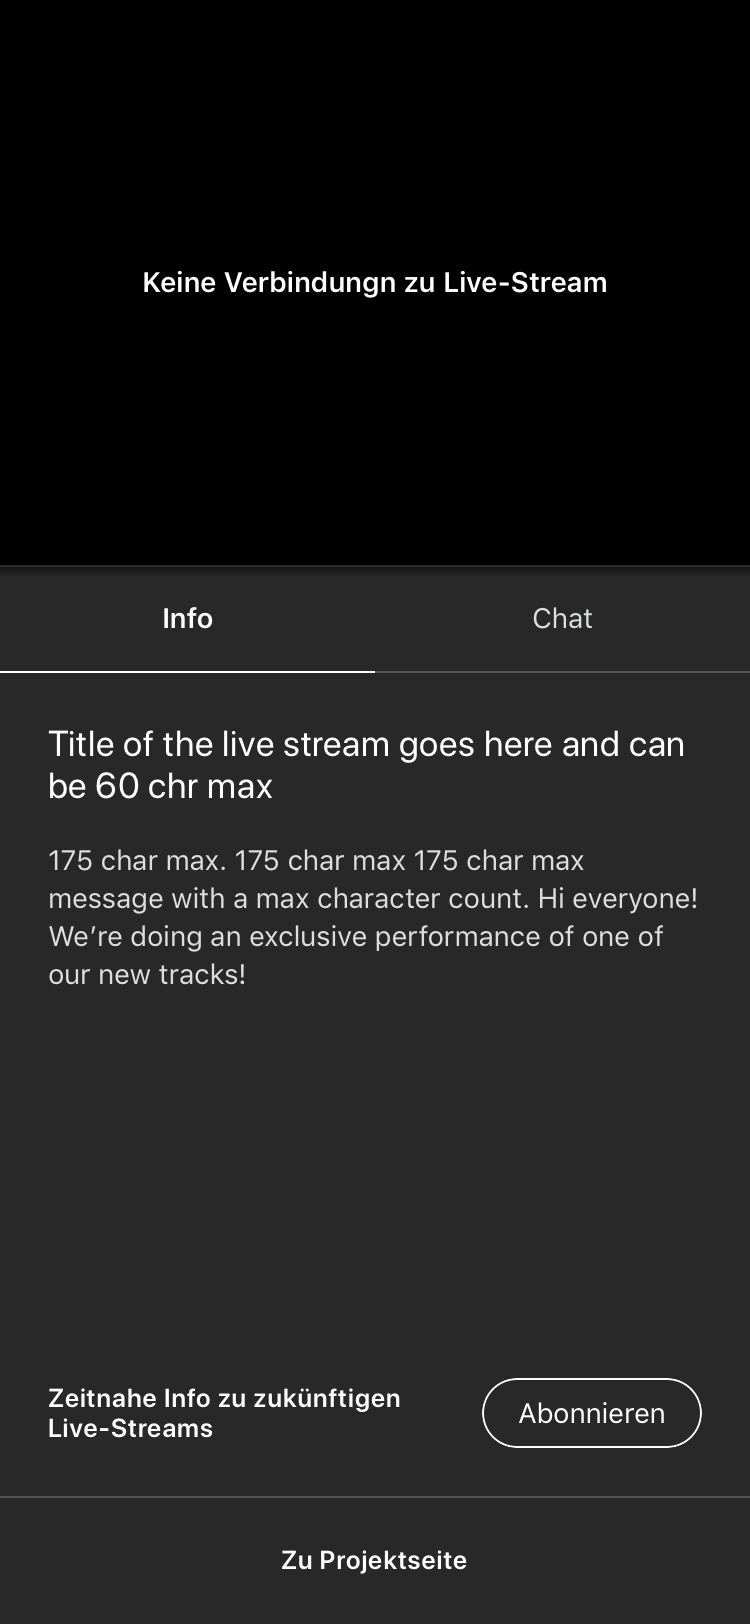 Keine Verbindungn zu Live-Stream
Info
Chat
Title of the live stream goes here and can
be 60 chr max
175 char max. 175 char max 175 char max
message with a max character count. Hi everyone!
We’re doing an exclusive performance of one of
our new tracks!
Zeitnahe Info zu zukünftigen
Live-Streams
Abonnieren
Zu Projektseite